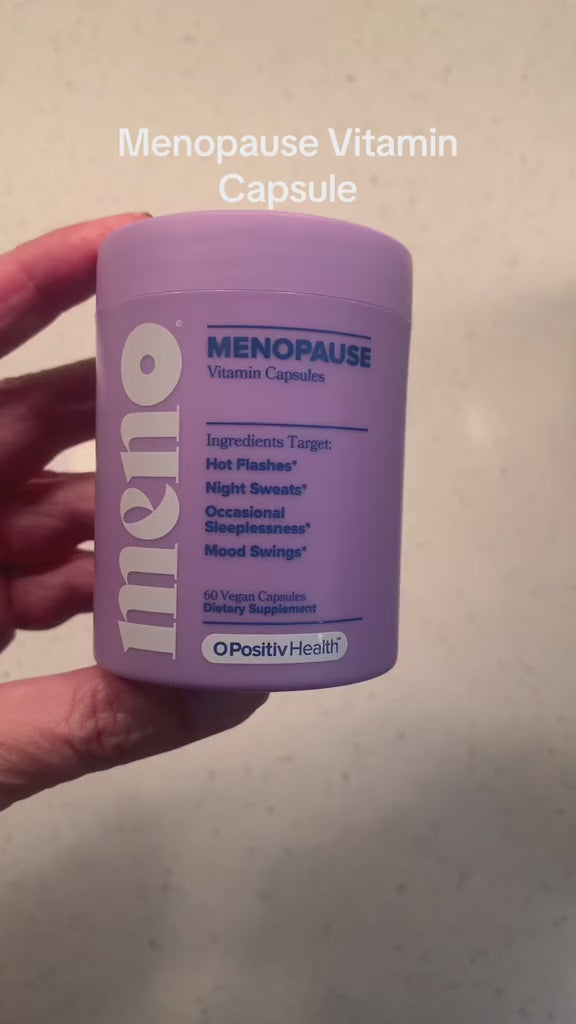 Menopause Vitamin
Capsule
meno®
MENOPAUSE
Vitamin Capsules
Ingredients Target:
Hot Flashes*
Night Sweats*
Occasional
Sleeplessness*
Mood Swings*
60 Vegan Capsules
Dietary Supplement
OPositivHealth™